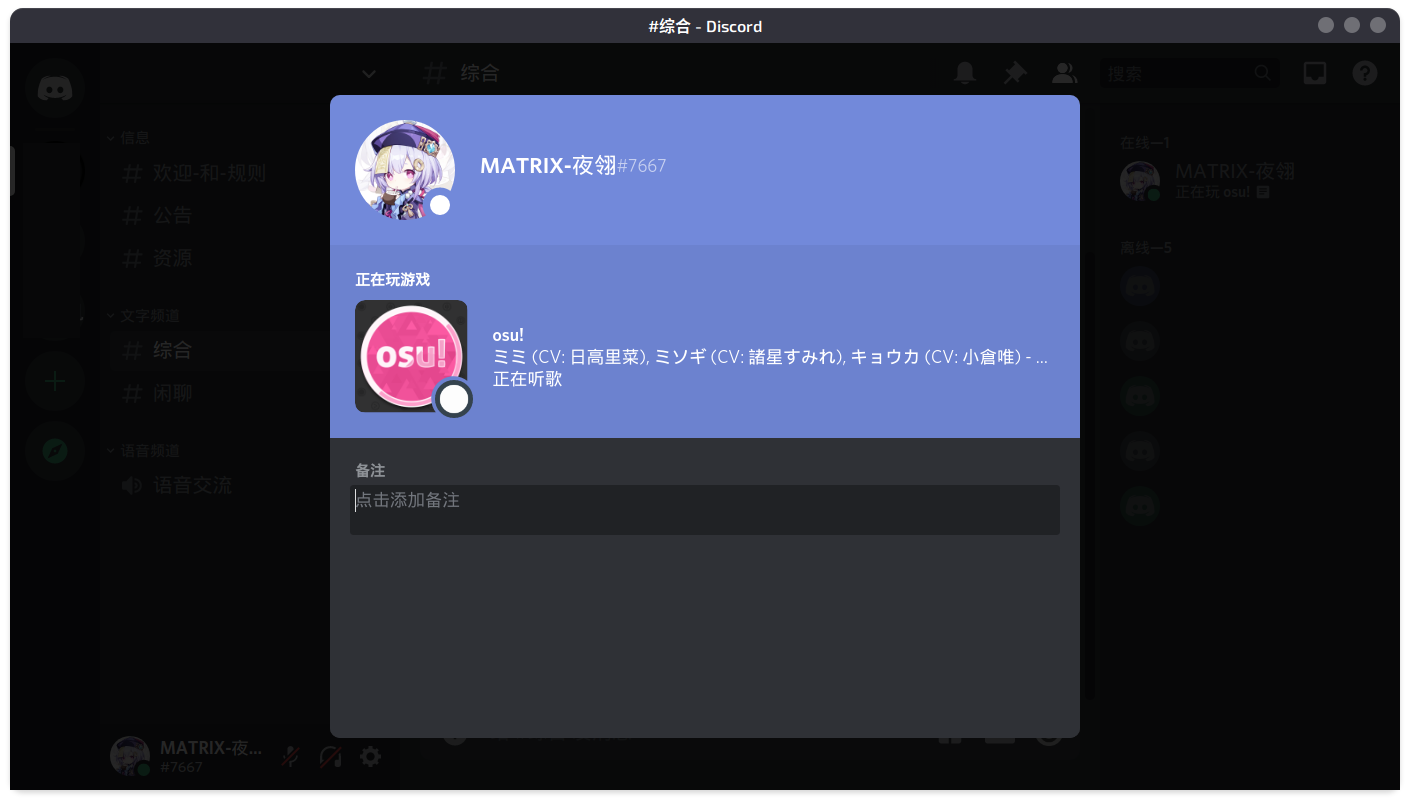 #综合 - Discord
综合
搜索
信息
欢迎-和-规则
公告
资源
文字频道
综合
闲聊
语音频道
语音交流
MATRIX-夜...
#7667
MATRIX-夜翎#7667
正在玩游戏
osu!
osu!
ミミ (CV: 日高里菜), ミソギ (CV: 諸星すみれ), キョウカ (CV: 小倉唯) - ...
正在听歌
备注
点击添加备注
在线—1
MATRIX-夜翎
正在玩 osu!
离线—5